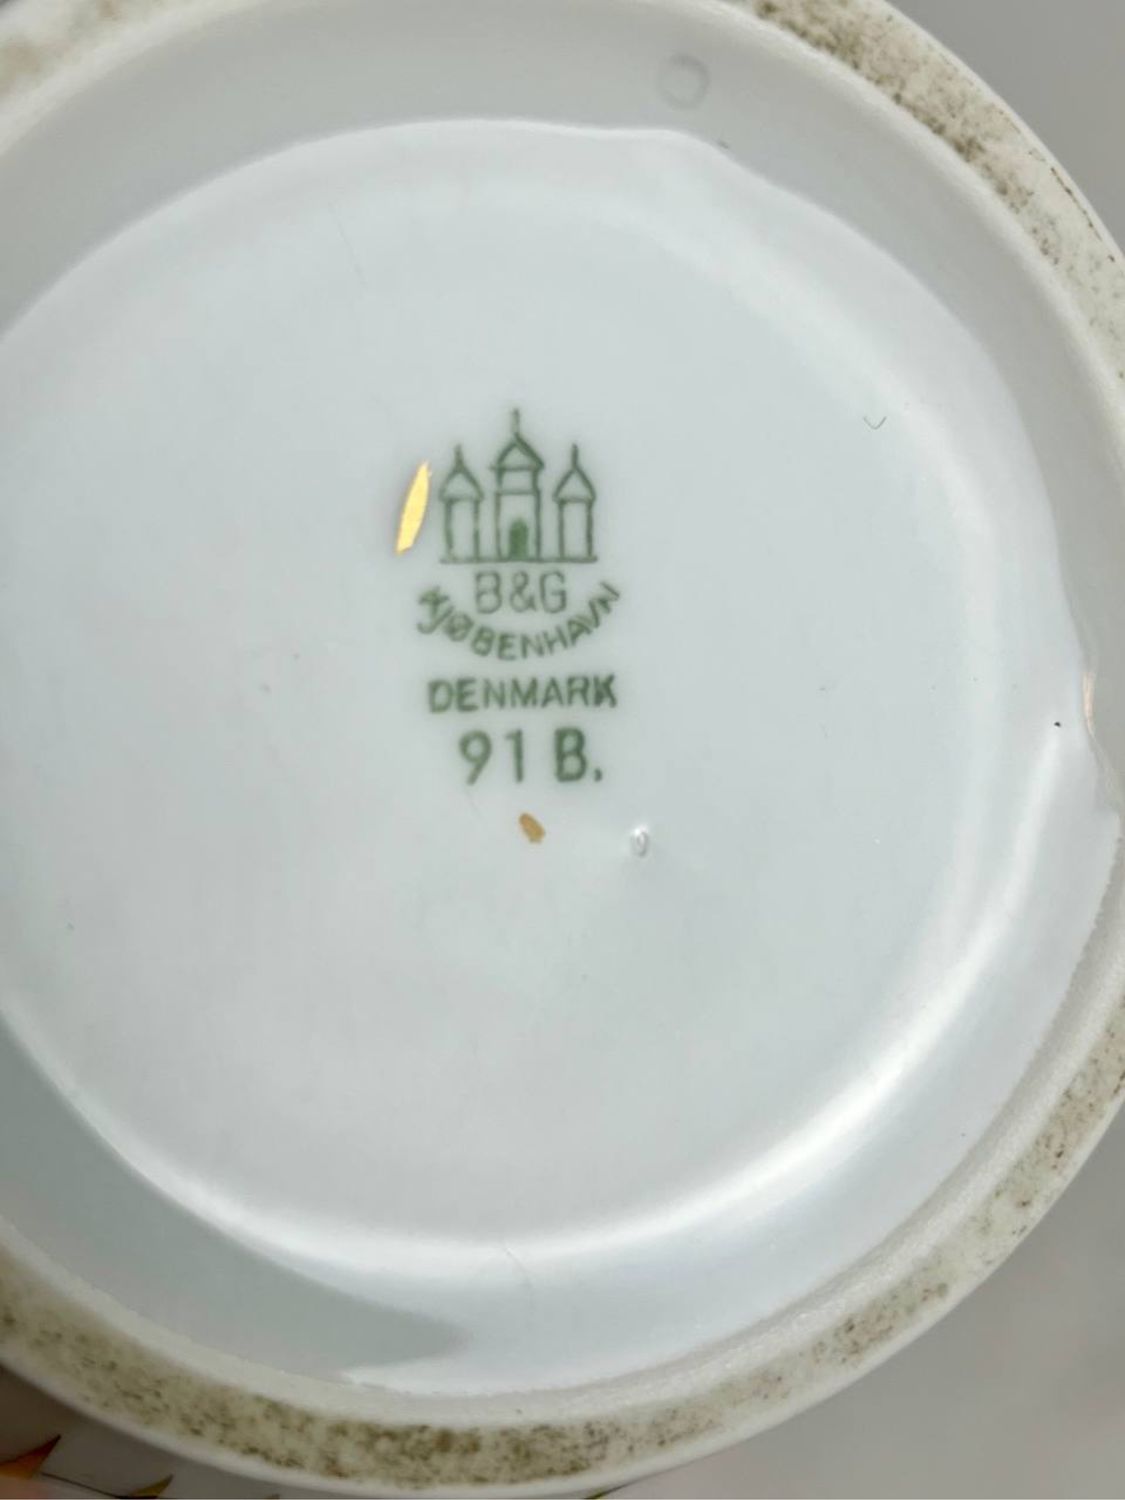 B&G
KJØBENHAVN
DENMARK
91 B.